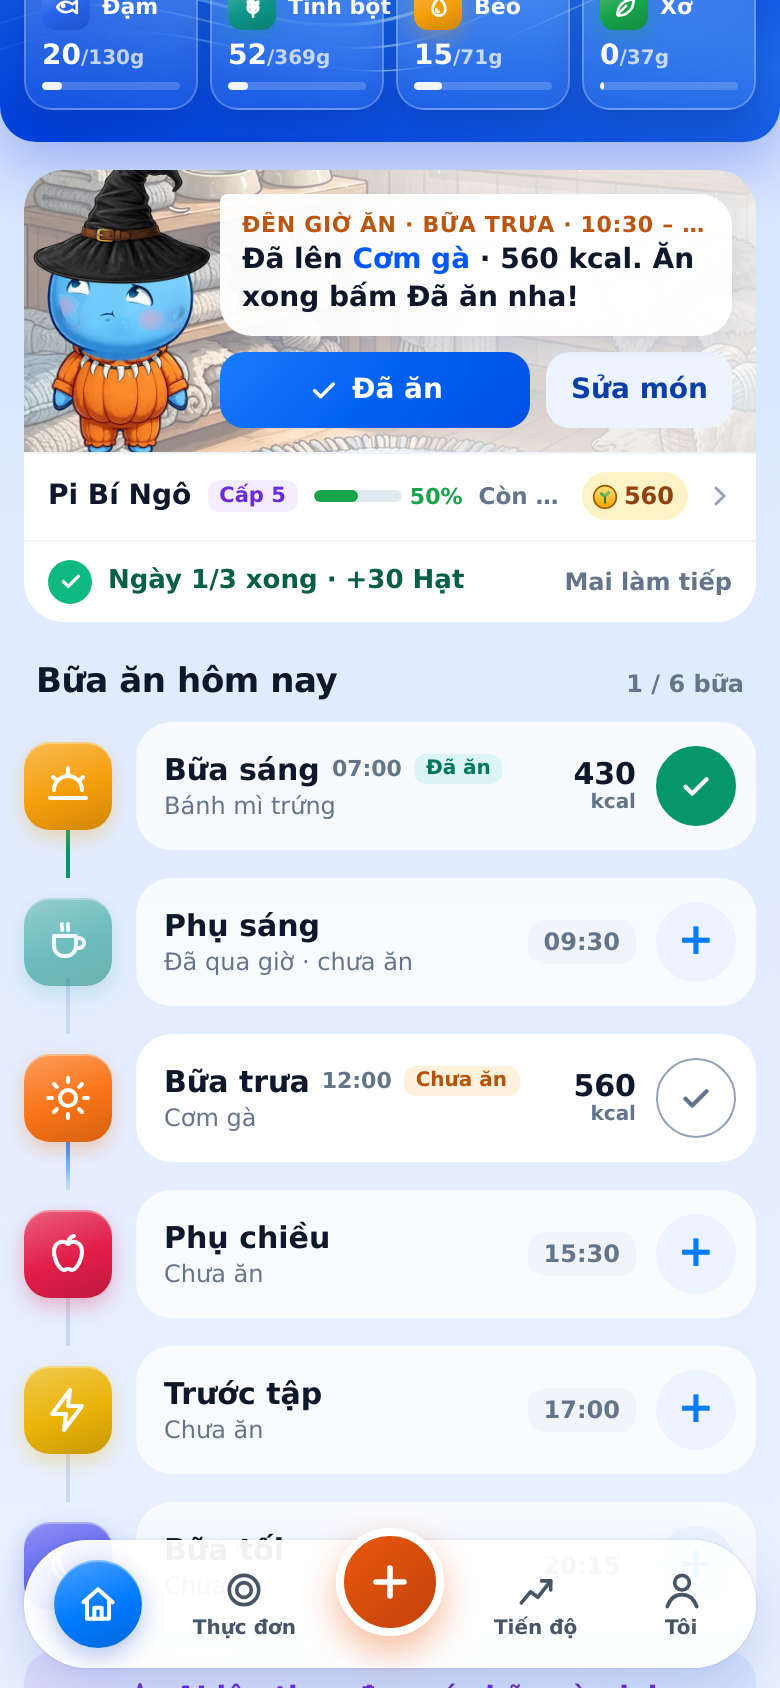 Đạm
Tinh bột
Béo
Xơ
20/130g
52/369g
15/71g
0/37g
ĐẾN GIỜ ĂN · BỮA TRƯA · 10:30 – ...
Đã lên Cơm gà · 560 kcal. Ăn
xong bấm Đã ăn nha!
Đã ăn
Sửa món
Pi Bí Ngô
Cấp 5
50%
Còn ...
560
Ngày 1/3 xong · +30 Hạt
Mai làm tiếp
Bữa ăn hôm nay
1 / 6 bữa
Bữa sáng 07:00 Đã ăn
Bánh mì trứng
430
kcal
Phụ sáng
Đã qua giờ · chưa ăn
09:30
Bữa trưa 12:00 Chưa ăn
Cơm gà
560
kcal
Phụ chiều
Chưa ăn
15:30
Trước tập
Chưa ăn
17:00
Bữa tối
Chưa
20:15
Thực đơn
Tiến độ
Tôi